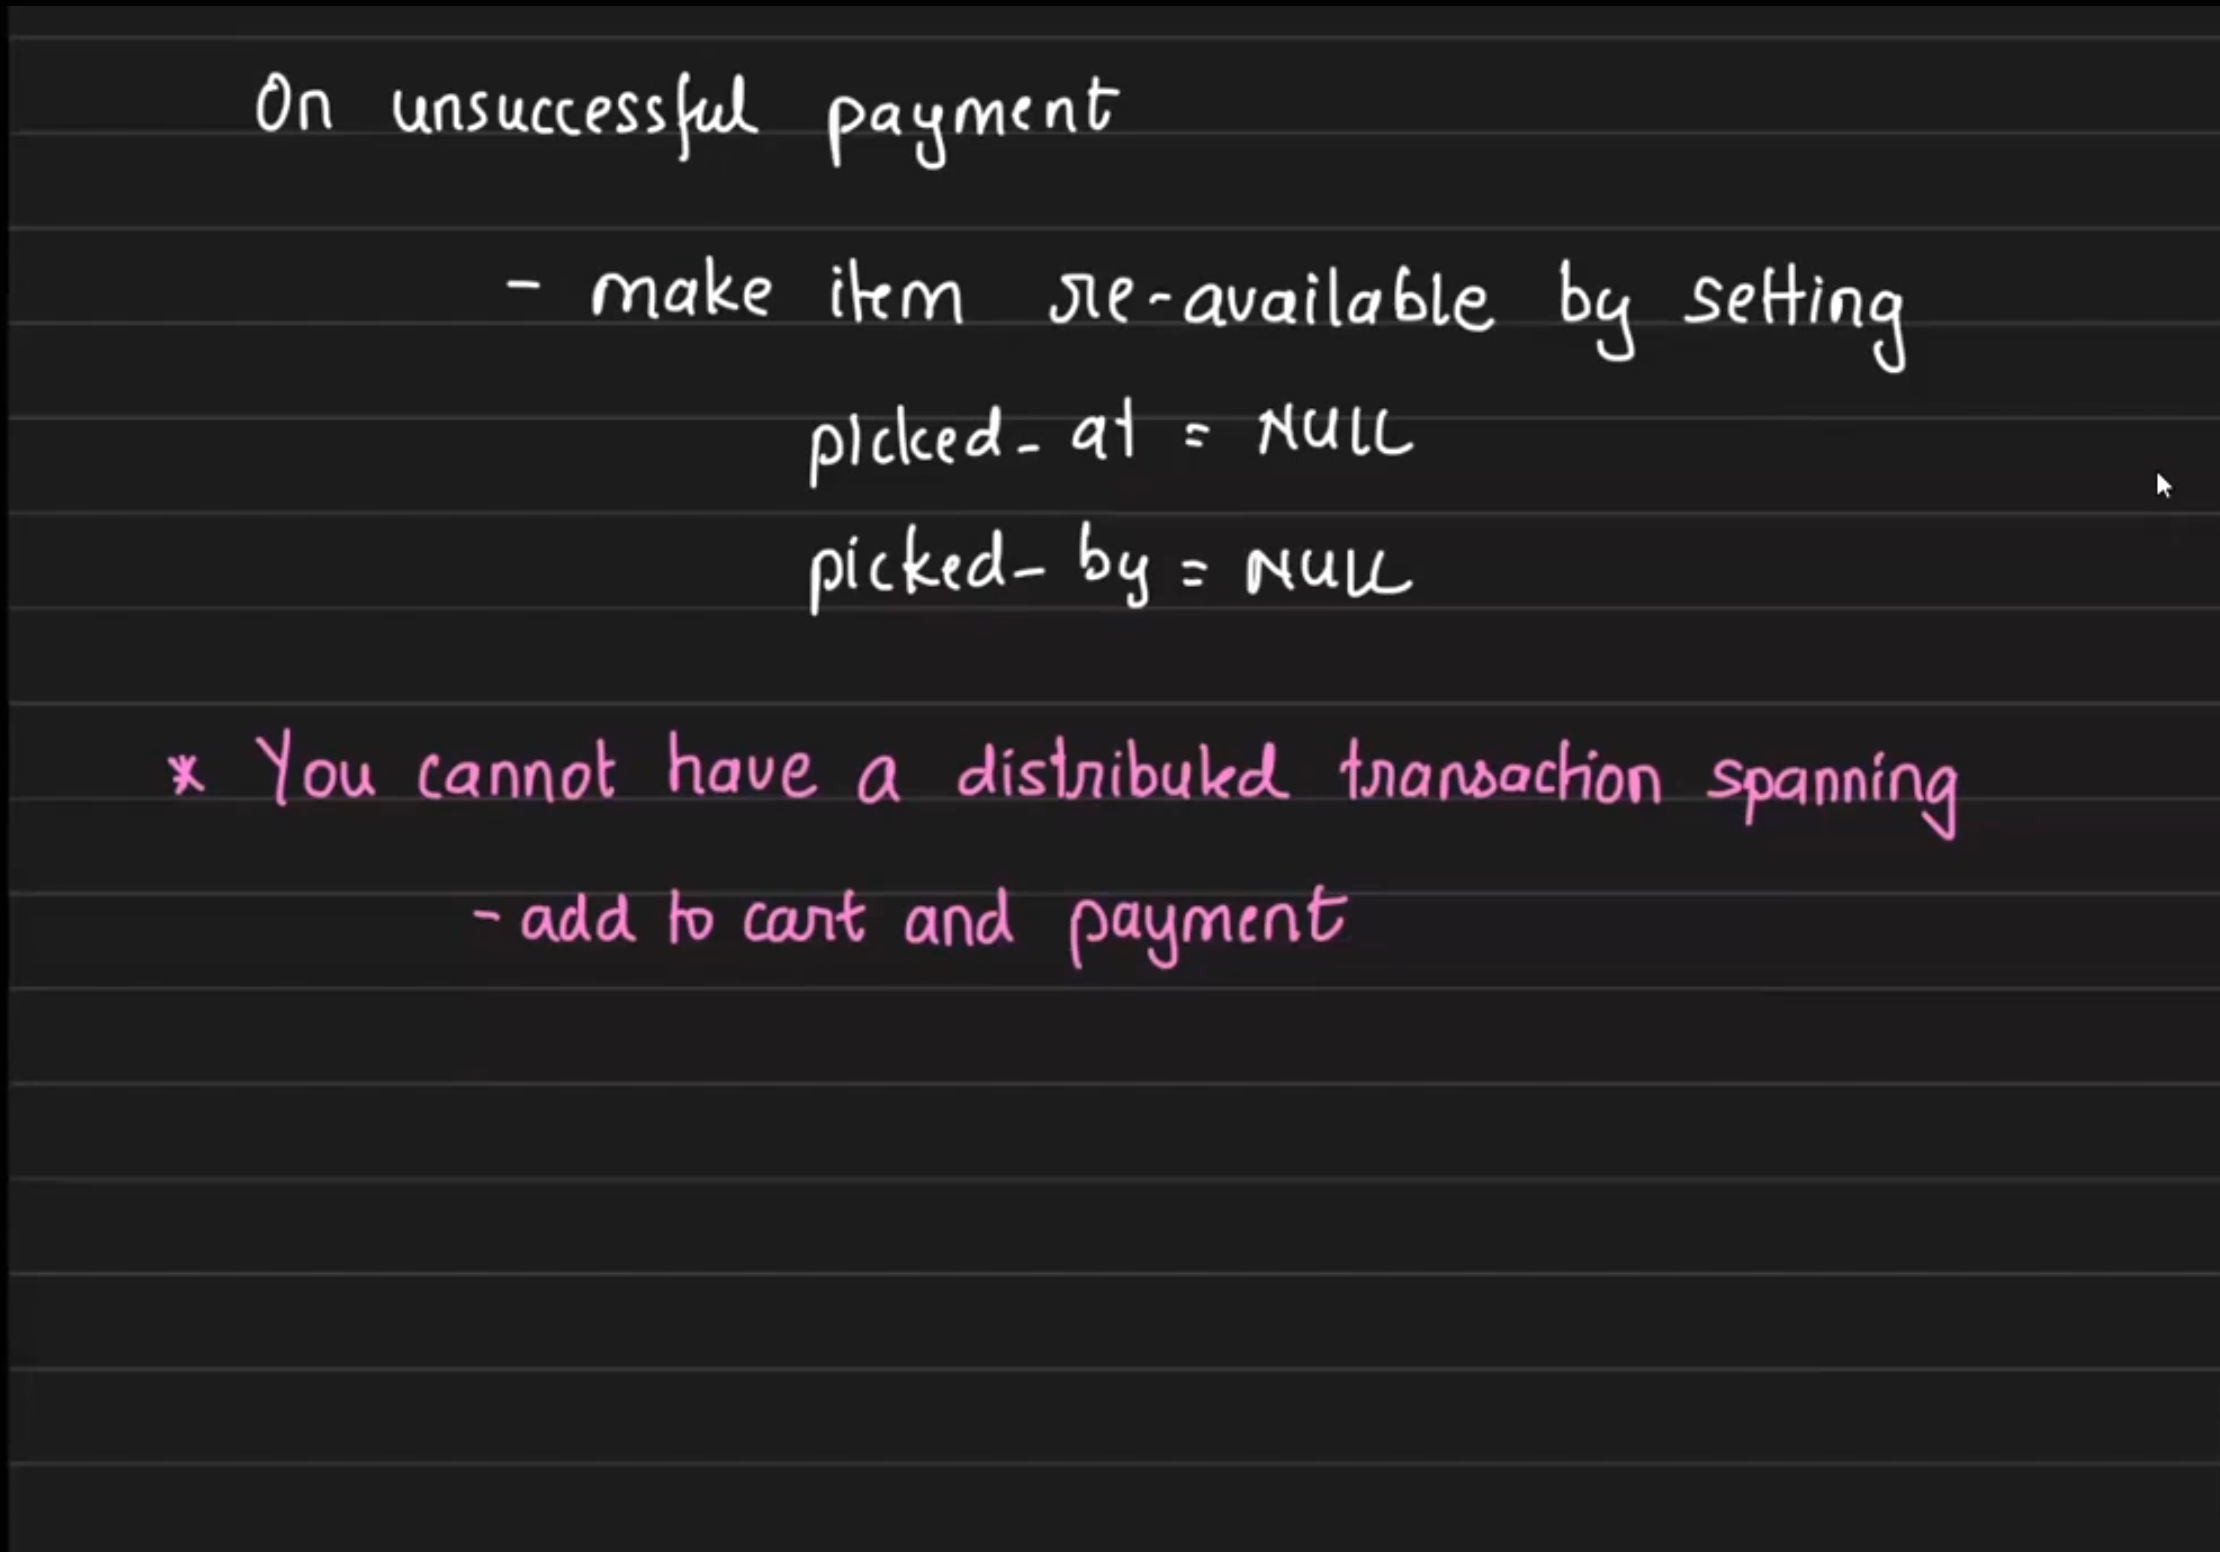 On unsuccessful payment
- make item re-available by setting
picked_at = NULL
picked_by = NULL
* You cannot have a distributed transaction spanning
- add to cart and payment